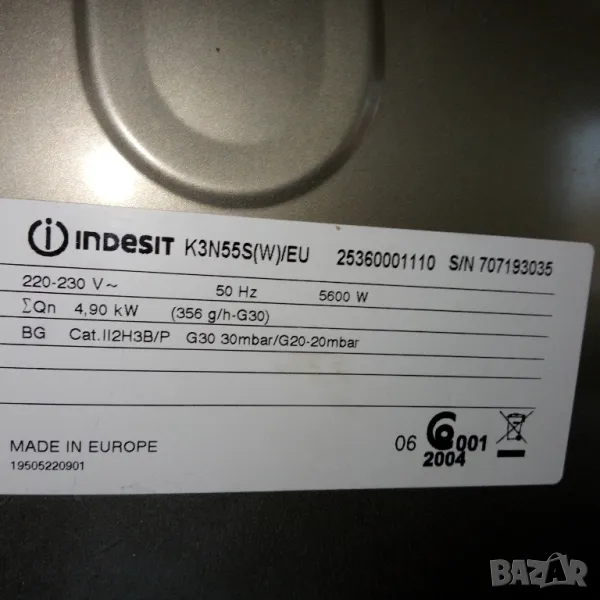 indesit K3N55S(W)/EU 25360001110 S/N 707193035
220-230 V~ 50 Hz 5600 W
ΣQn 4,90 kW (356 g/h-G30)
BG Cat.II2H3B/P G30 30mbar/G20-20mbar
MADE IN EUROPE
19505220901
06 001
2004
BAZAR